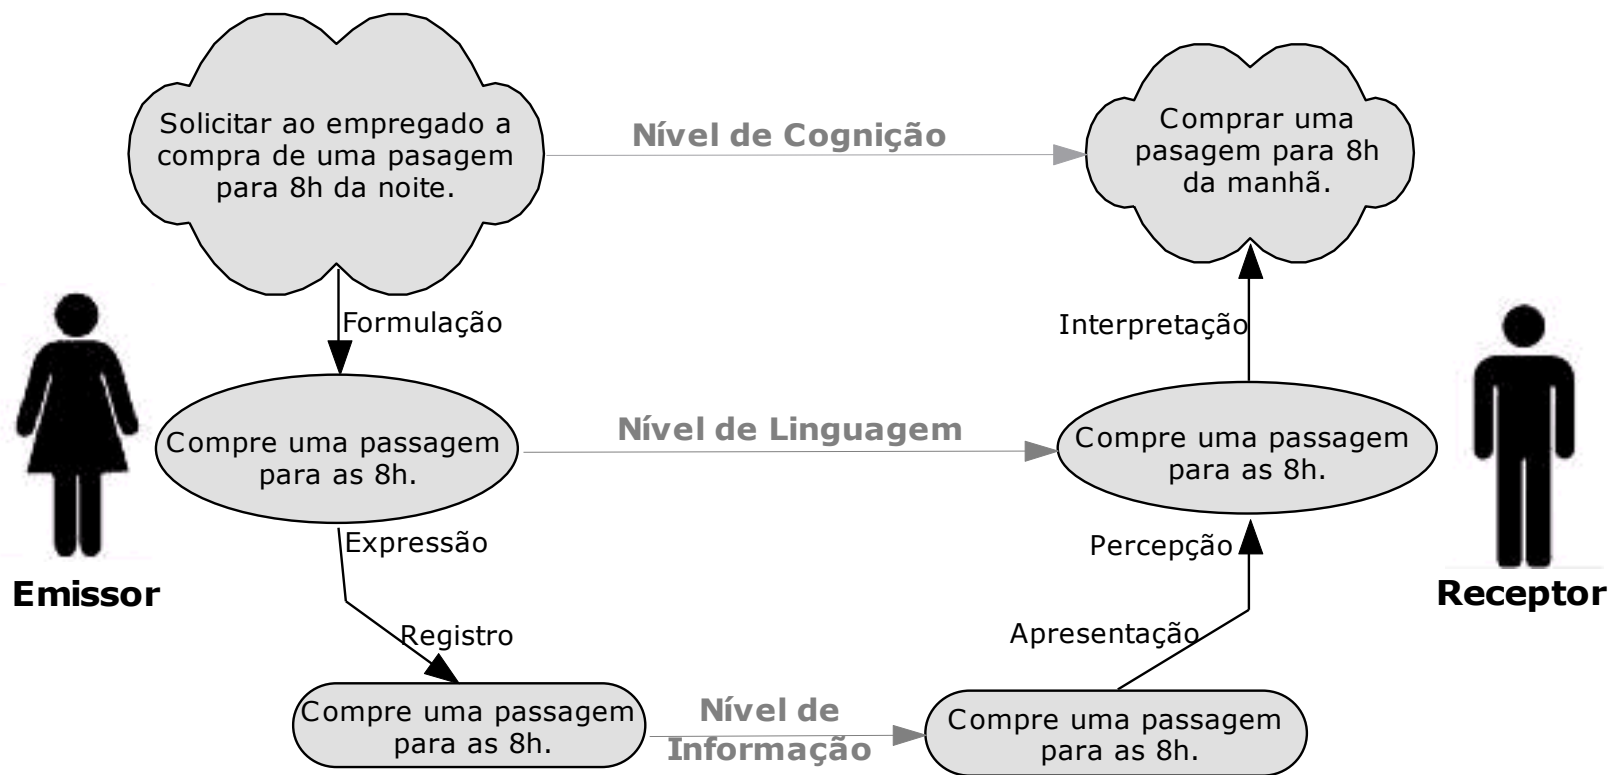 Solicitar ao empregado a
compra de uma pasagem
para 8h da noite.
Nível de Cognição
Comprar uma
pasagem para 8h
da manhã.
Formulação
Interpretação
Compre uma passagem
para as 8h.
Nível de Linguagem
Compre uma passagem
para as 8h.
Expressão
Percepção
Emissor
Receptor
Registro
Apresentação
Compre uma passagem
para as 8h.
Nível de
Informação
Compre uma passagem
para as 8h.